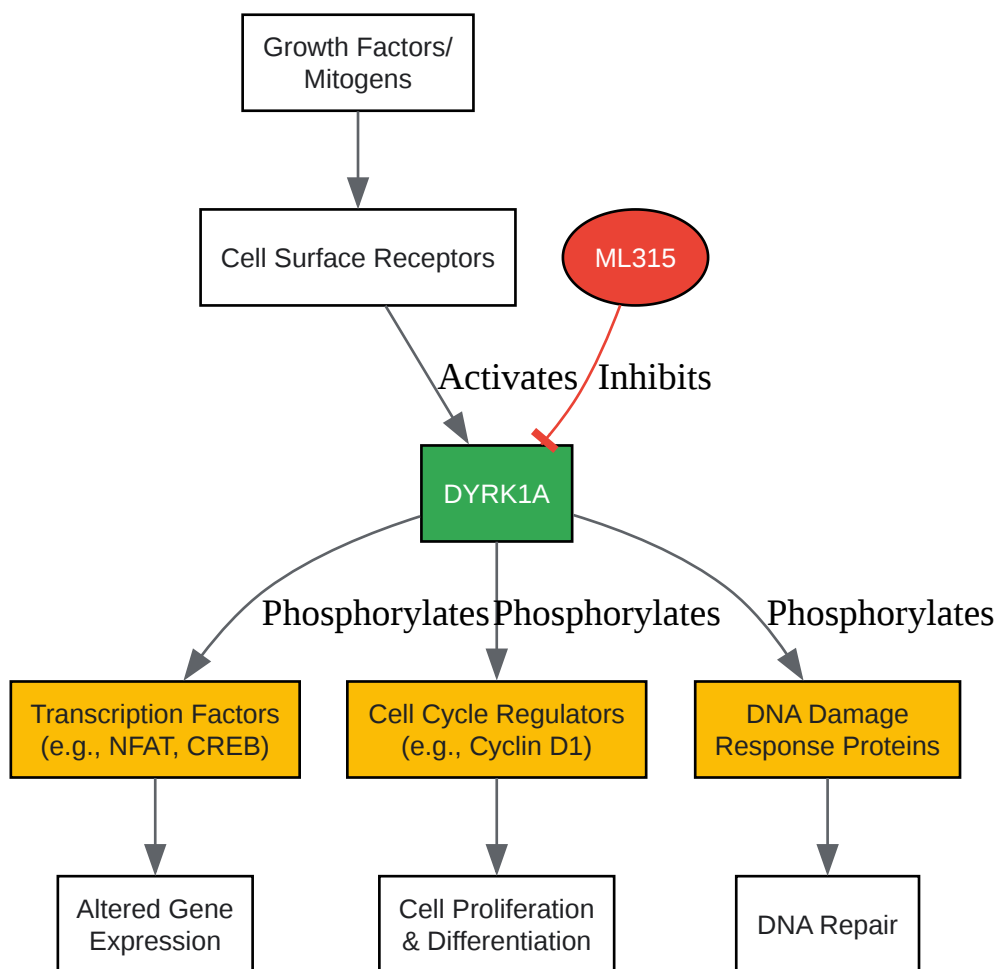 Growth Factors/
Mitogens
Cell Surface Receptors
ML315
Activates
Inhibits
DYRK1A
Phosphorylates
Phosphorylates
Phosphorylates
Transcription Factors
(e.g., NFAT, CREB)
Cell Cycle Regulators
(e.g., Cyclin D1)
DNA Damage
Response Proteins
Altered Gene
Expression
Cell Proliferation
& Differentiation
DNA Repair